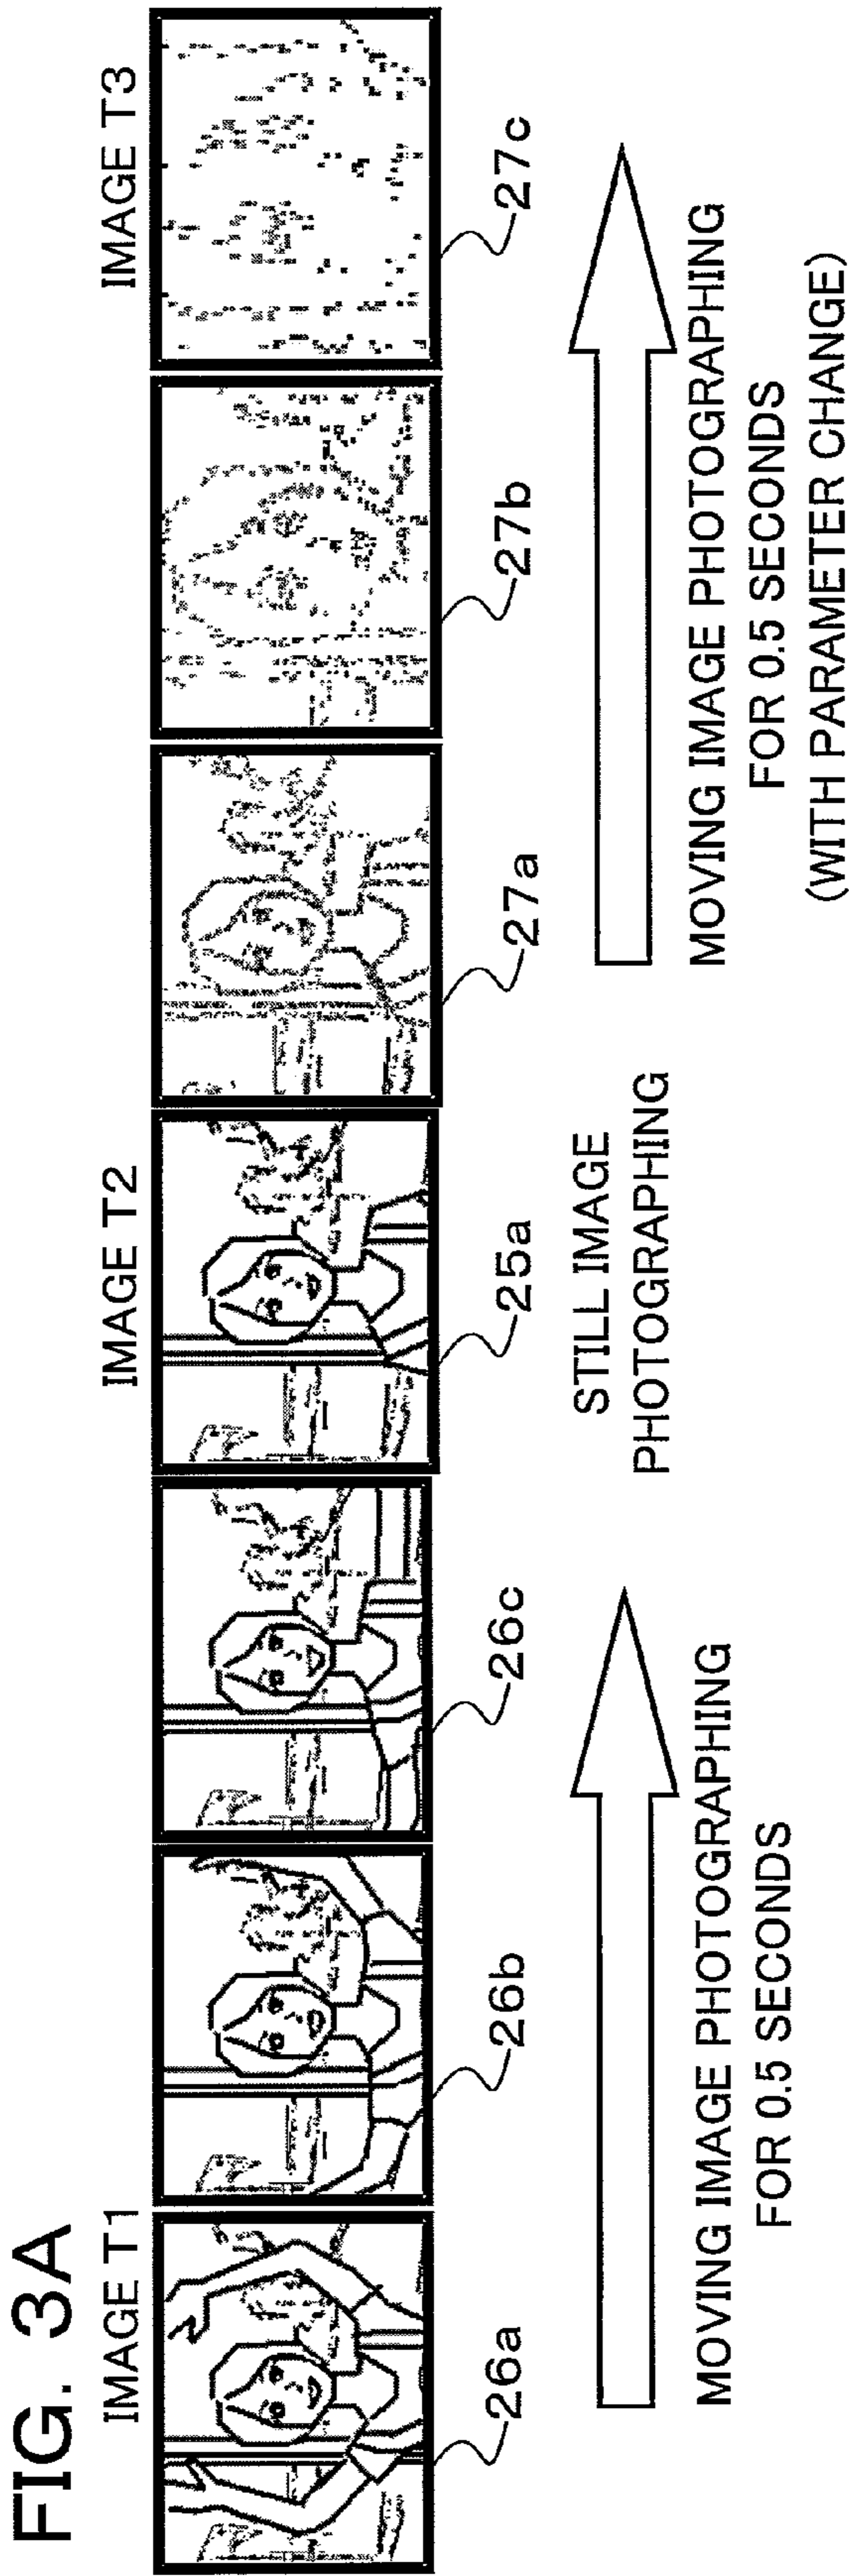 FIG. 3A
IMAGE T1
IMAGE T2
IMAGE T3
26a
26b
26c
25a
27a
27b
27c
MOVING IMAGE PHOTOGRAPHING
FOR 0.5 SECONDS
STILL IMAGE
PHOTOGRAPHING
MOVING IMAGE PHOTOGRAPHING
FOR 0.5 SECONDS
(WITH PARAMETER CHANGE)